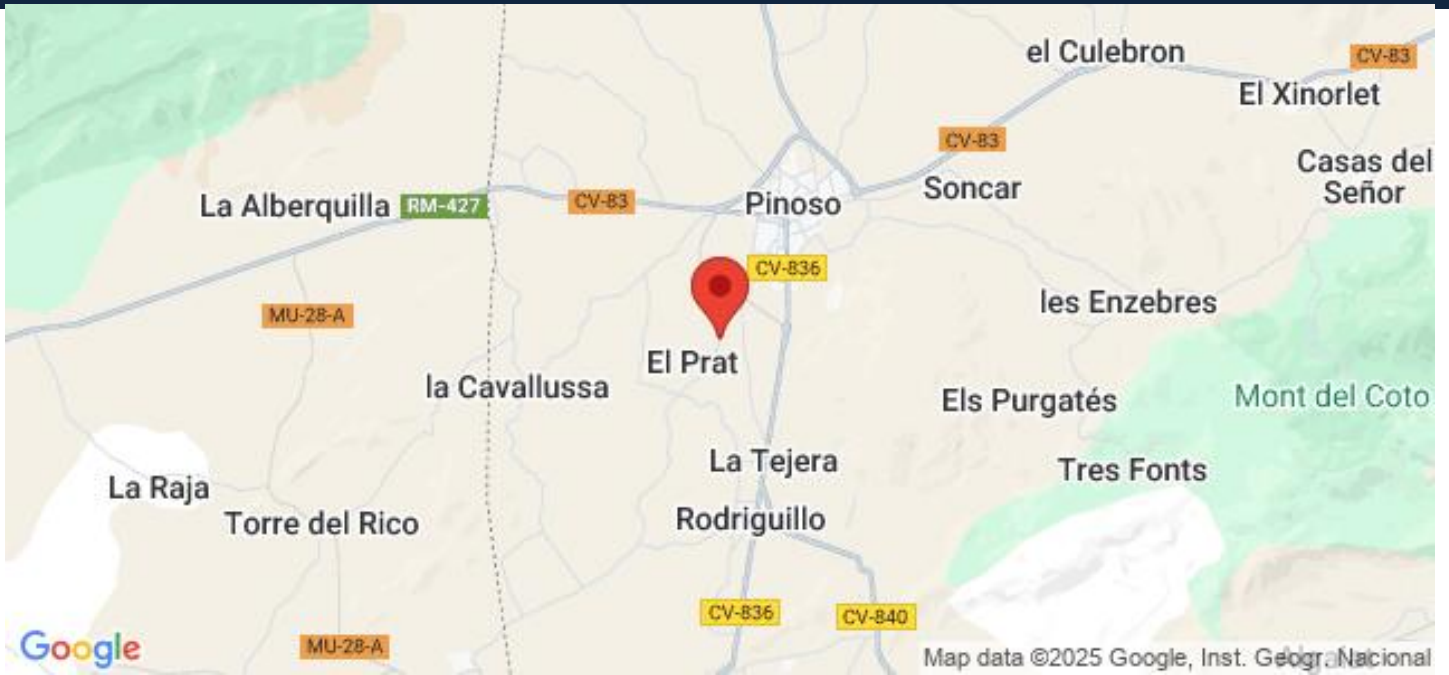 el Culebron
CV-83
El Xinorlet
CV-83
Casas del
Señor
Soncar
La Alberquilla
RM-427
CV-83
Pinoso
CV-836
MU-28-A
les Enzebres
El Prat
la Cavallussa
Els Purgatés
Mont del Coto
La Tejera
Tres Fonts
La Raja
Torre del Rico
Rodriguillo
CV-836
CV-840
Google
MU-28-A
Map data ©2025 Google, Inst. Geogr. Nacional